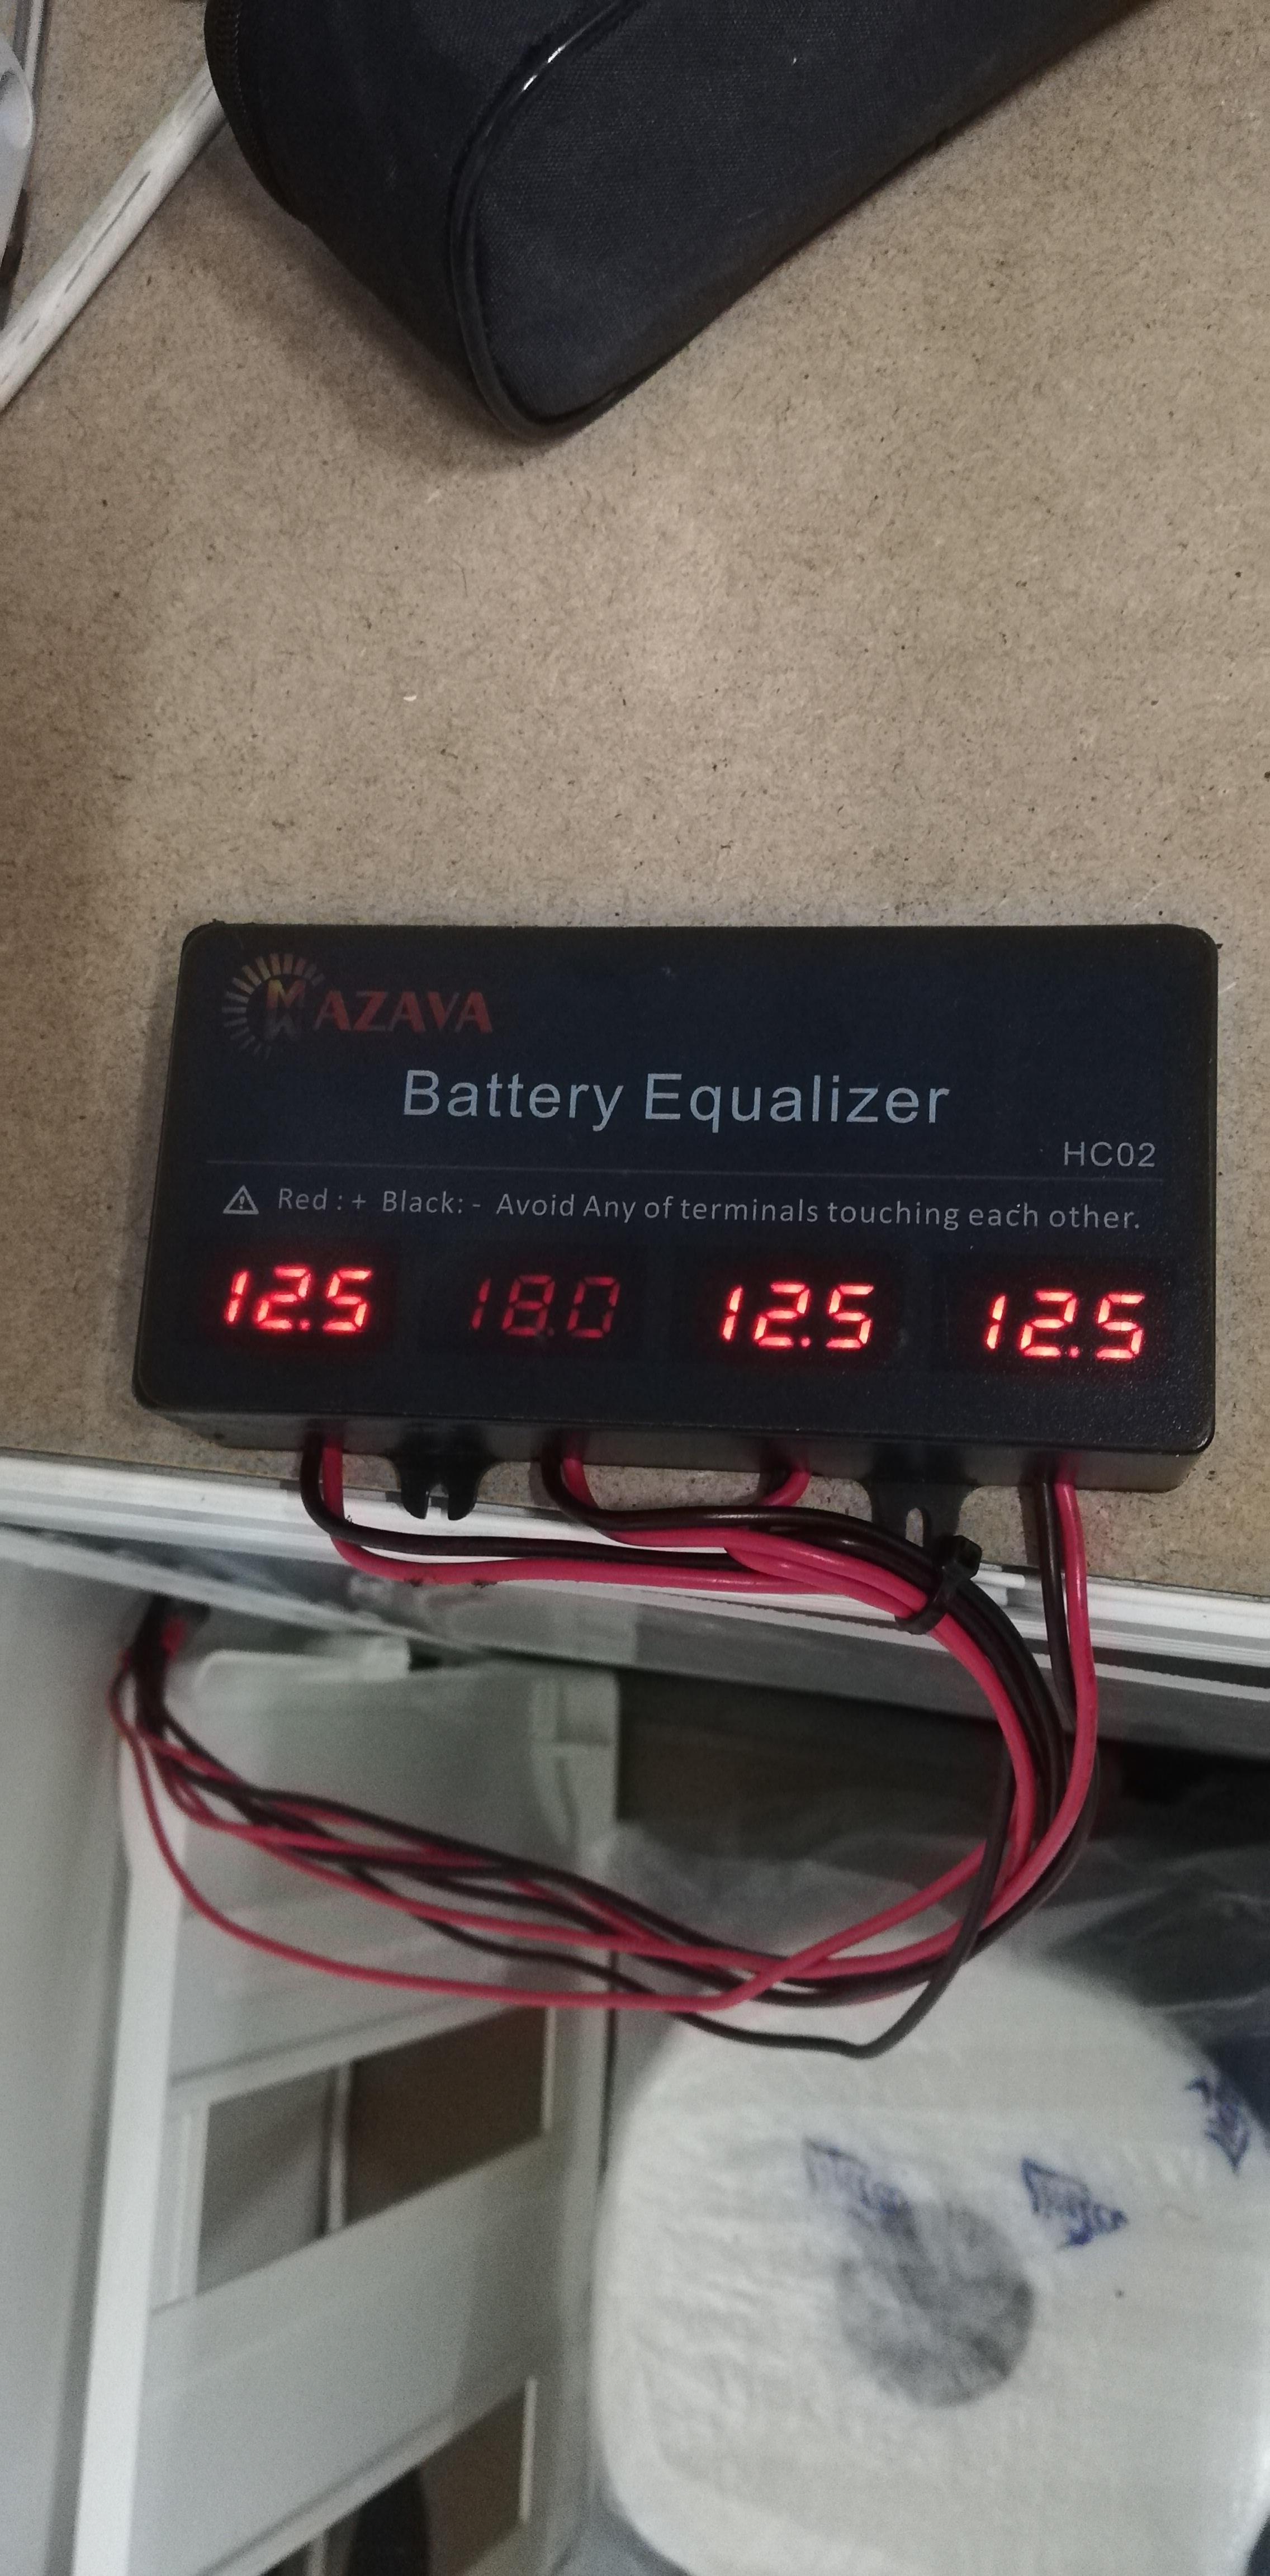 MAZAVA
Battery Equalizer
HC02
Red : + Black: - Avoid Any of terminals touching each other.
12.5 18.0 12.5 12.5